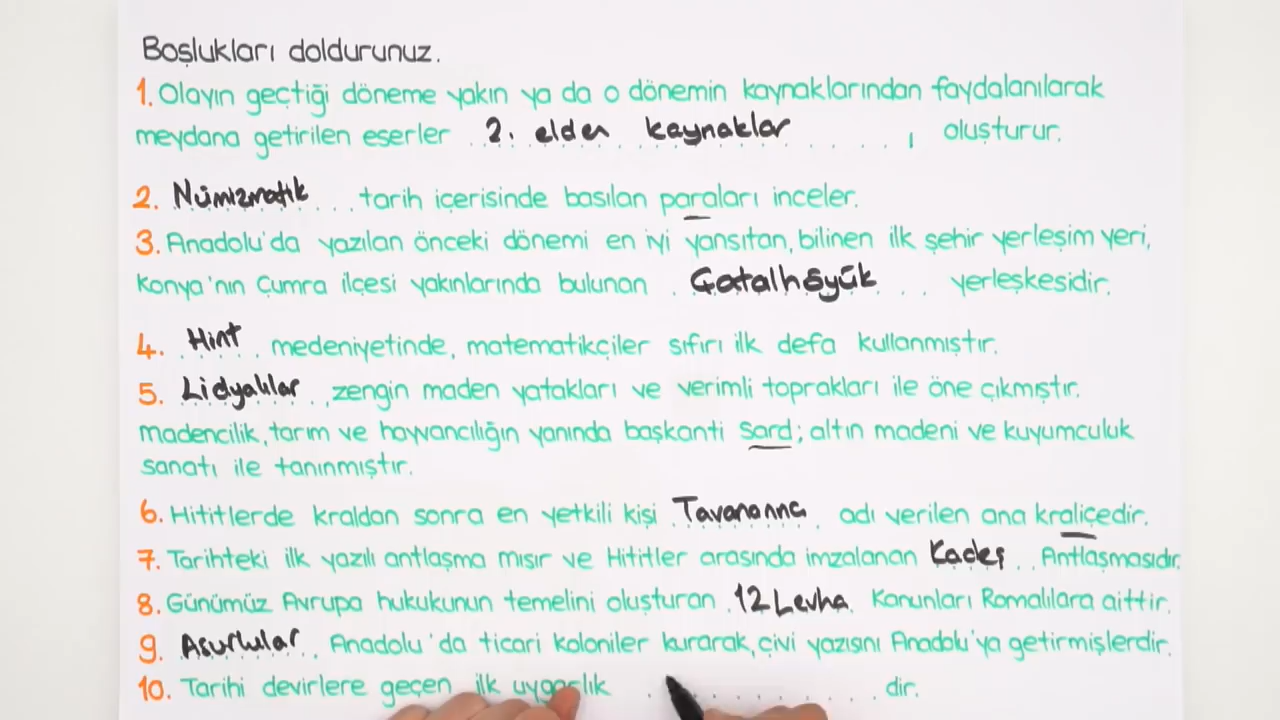 Boşlukları doldurunuz.
1. Olayın geçtiği döneme yakın ya da o dönemin kaynaklarından faydalanılarak
meydana getirilen eserler 2. elden kaynaklar ı oluşturur.
2. Nümizmatik tarih içerisinde basılan paraları inceler.
3. Anadolu'da yazılan önceki dönemi en iyi yansıtan, bilinen ilk şehir yerleşim yeri,
Konya'nın Çumra ilçesi yakınlarında bulunan Çatalhöyük yerleşkesidir.
4. Hint medeniyetinde, matematikçiler sıfırı ilk defa kullanmıştır.
5. Lidyalılar, zengin maden yatakları ve verimli toprakları ile öne çıkmıştır.
Madencilik, tarım ve hayvancılığın yanında başkanti Sard; altın madeni ve kuyumculuk
sanatı ile tanınmıştır.
6. Hititlerde kraldan sonra en yetkili kişi Tavananna adı verilen ana kraliçedir.
7. Tarihteki ilk yazılı antlaşma mısır ve Hititler arasında imzalanan Kadeş Antlaşmasıdır.
8. Günümüz Avrupa hukukunun temelini oluşturan 12 Levha Kanunları Romalılara aittir.
9. Asurlular Anadolu'da ticari koloniler kurarak, çivi yazısnı Anadolu'ya getirmişlerdir.
10. Tarihi devirlere geçen ilk uygarlık ............ dir.